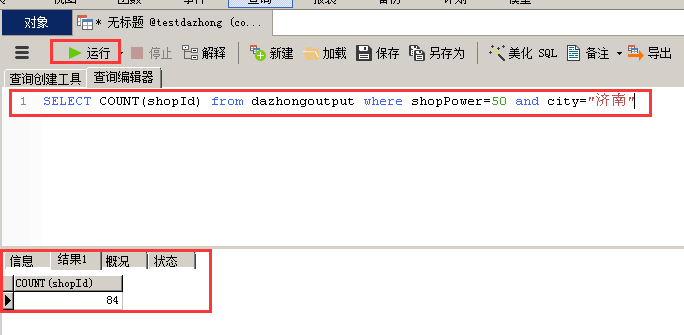 对象 * 无标题 @testdazhong (co...
运行 停止 解释 新建 加载 保存 另存为 美化 SQL 备注 导出
查询创建工具 查询编辑器
1 SELECT COUNT(shopId) from dazhongoutput where shopPower=50 and city="济南"
信息 结果1 概况 状态
COUNT(shopId)
84